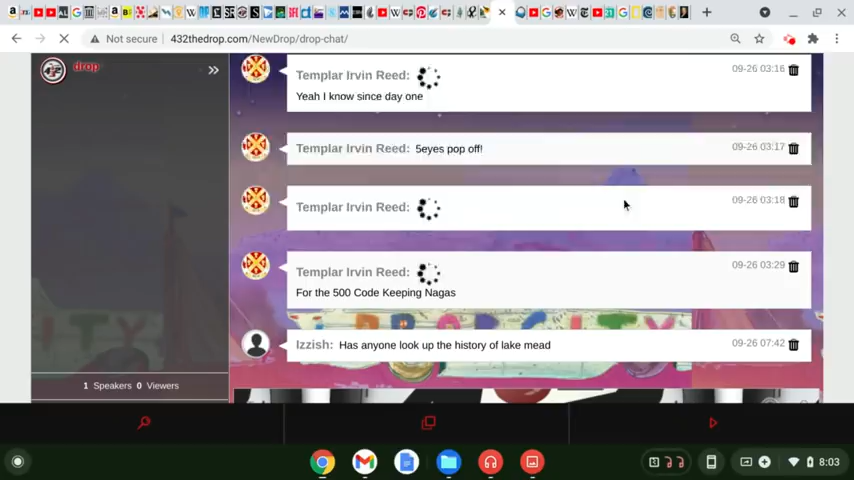 Not secure
432thedrop.com/NewDrop/drop-chat/
drop
Templar Irvin Reed:
09-26 03:16
Yeah I know since day one
Templar Irvin Reed: 5eyes pop off!
09-26 03:17
Templar Irvin Reed:
09-26 03:18
Templar Irvin Reed:
09-26 03:29
For the 500 Code Keeping Nagas
Izzish: Has anyone look up the history of lake mead
09-26 07:42
1 Speakers 0 Viewers
8:03